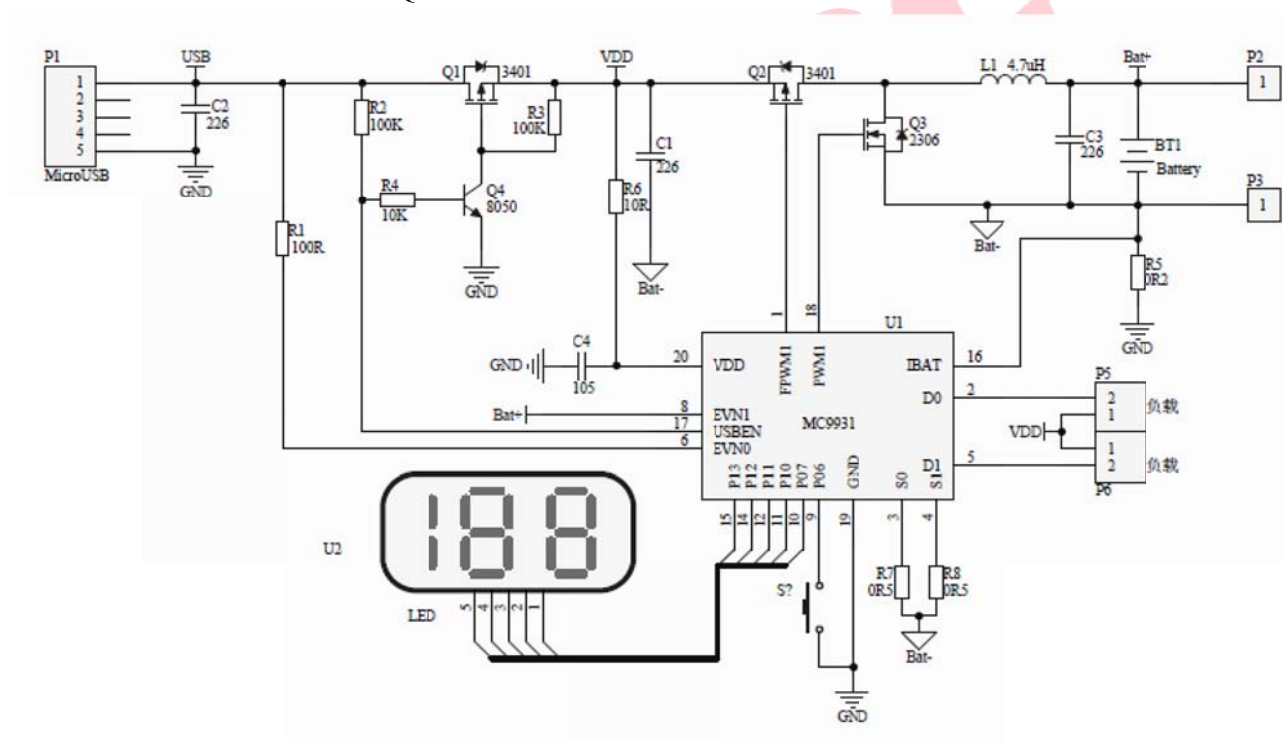 P1
1
2
3
4
5
MicroUSB
USB
C2
226
GND
R1
100R
R2
100K
R4
10K
Q1
3401
R3
100K
Q4
8050
GND
VDD
R6
10R
C1
226
Bat-
Q2
3401
Q3
2306
L1 4.7uH
Bat+
C3
226
BT1
Battery
P2
1
P3
1
Bat-
R5
0R2
GND
U1
MC9931
1
FPWM1
18
PWM1
GND
C4
105
20
VDD
Bat+
8
EVN1
17
USBEN
6
EVN0
IBAT
16
D0
2
D1
5
P5
2
1
负载
VDD
1
2
负载
P6
P13
P12
P11
P10
P07
P06
GND
S0
S1
15
14
12
11
10
9
19
3
4
U2
188
LED
5
4
3
2
1
S?
R7
0R5
R8
0R5
Bat-
GND